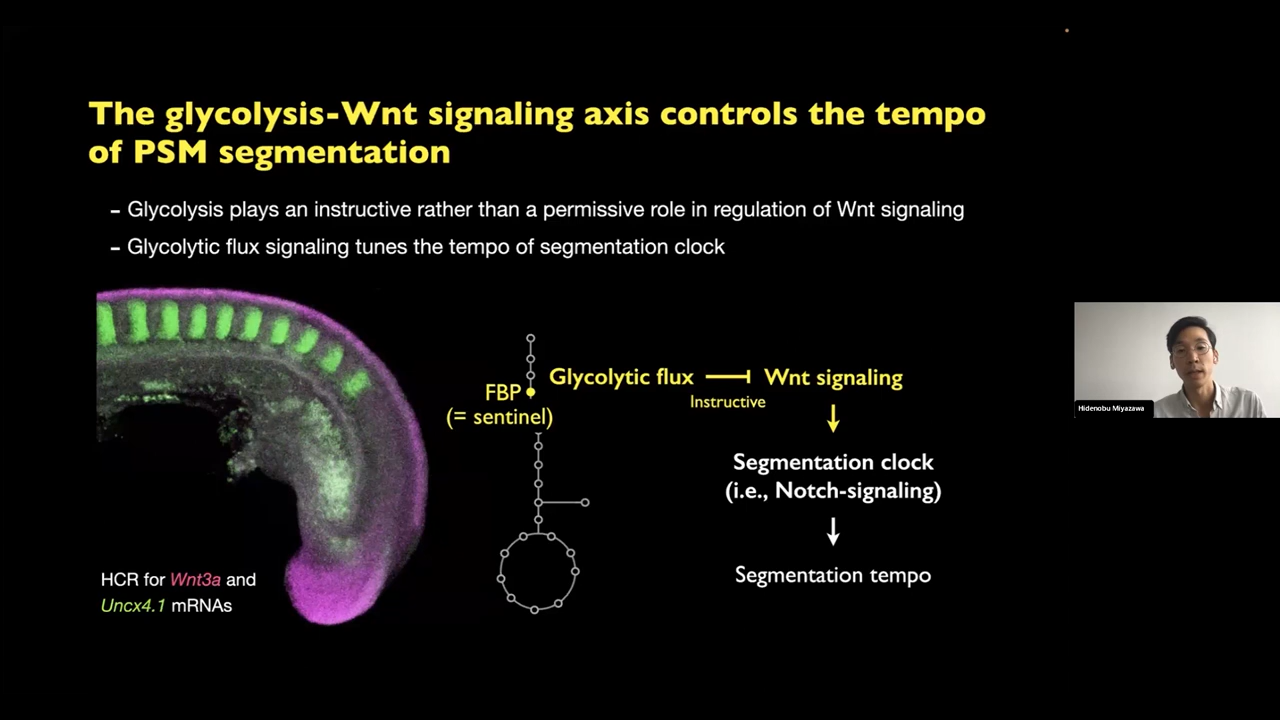 The glycolysis-Wnt signaling axis controls the tempo
of PSM segmentation
– Glycolysis plays an instructive rather than a permissive role in regulation of Wnt signaling
– Glycolytic flux signaling tunes the tempo of segmentation clock
FBP
(= sentinel)
Glycolytic flux
Instructive
Wnt signaling
Segmentation clock
(i.e., Notch-signaling)
Segmentation tempo
HCR for Wnt3a and
Uncx4.1 mRNAs
Hidenobu Miyazawa